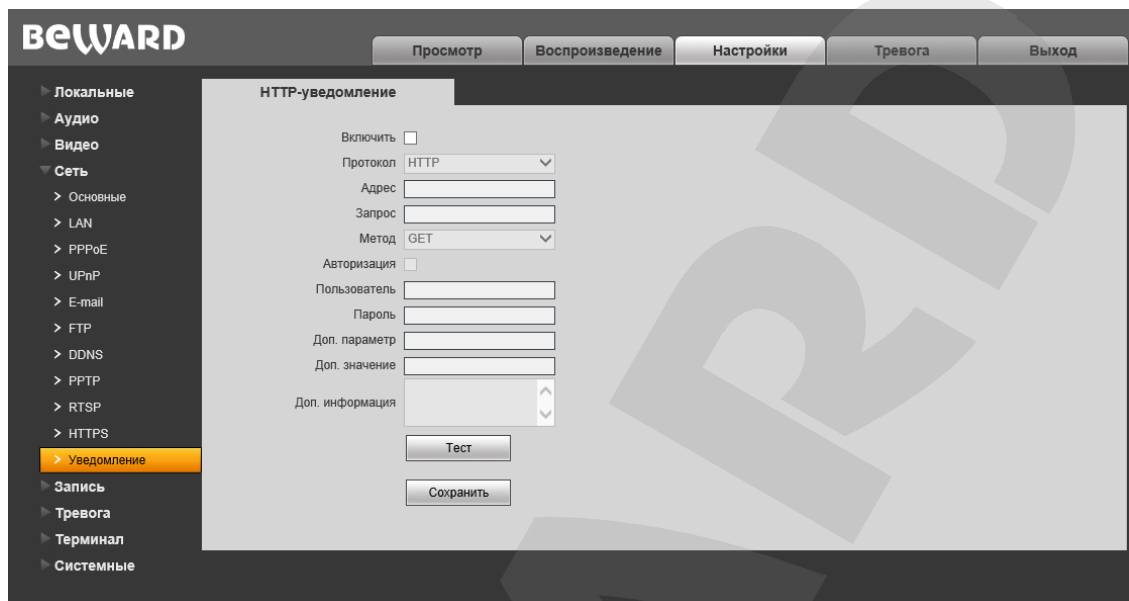 BEWARD
Просмотр
Воспроизведение
Настройки
Тревога
Выход
Локальные
Аудио
Видео
Сеть
Основные
LAN
PPPoE
UPnP
E-mail
FTP
DDNS
PPTP
RTSP
HTTPS
Уведомление
Запись
Тревога
Терминал
Системные
HTTP-уведомление
Включить
Протокол HTTP
Адрес
Запрос
Метод GET
Авторизация
Пользователь
Пароль
Доп. параметр
Доп. значение
Доп. информация
Тест
Сохранить